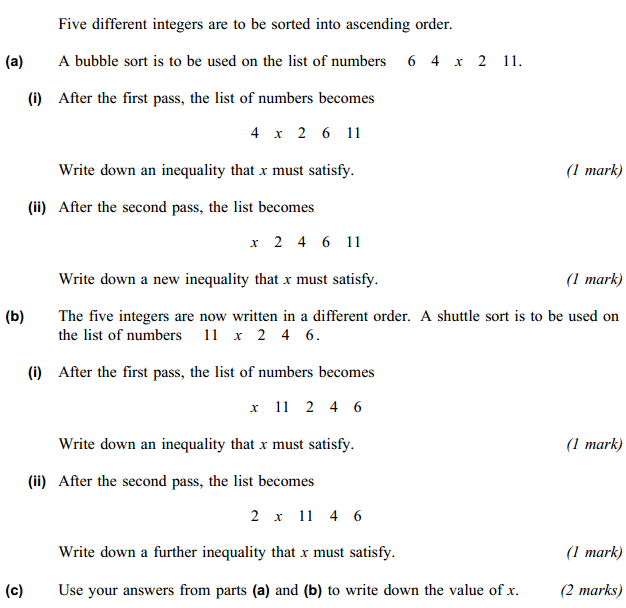 Five different integers are to be sorted into ascending order.
(a) A bubble sort is to be used on the list of numbers 6 4 x 2 11.
(i) After the first pass, the list of numbers becomes
4 x 2 6 11
Write down an inequality that x must satisfy. (1 mark)
(ii) After the second pass, the list becomes
x 2 4 6 11
Write down a new inequality that x must satisfy. (1 mark)
(b) The five integers are now written in a different order. A shuttle sort is to be used on
the list of numbers 11 x 2 4 6.
(i) After the first pass, the list of numbers becomes
x 11 2 4 6
Write down an inequality that x must satisfy. (1 mark)
(ii) After the second pass, the list becomes
2 x 11 4 6
Write down a further inequality that x must satisfy. (1 mark)
(c) Use your answers from parts (a) and (b) to write down the value of x. (2 marks)